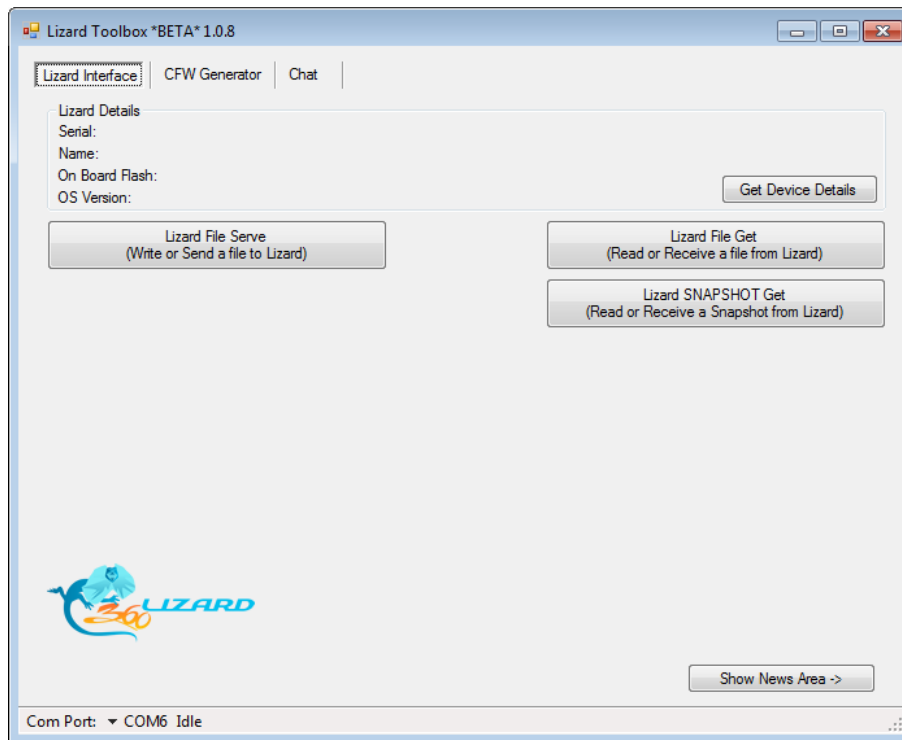 Lizard Toolbox *BETA* 1.0.8
Lizard Interface
CFW Generator
Chat
Lizard Details
Serial:
Name:
On Board Flash:
OS Version:
Get Device Details
Lizard File Serve
(Write or Send a file to Lizard)
Lizard File Get
(Read or Receive a file from Lizard)
Lizard SNAPSHOT Get
(Read or Receive a Snapshot from Lizard)
360 LIZARD
Show News Area ->
Com Port: COM6 Idle